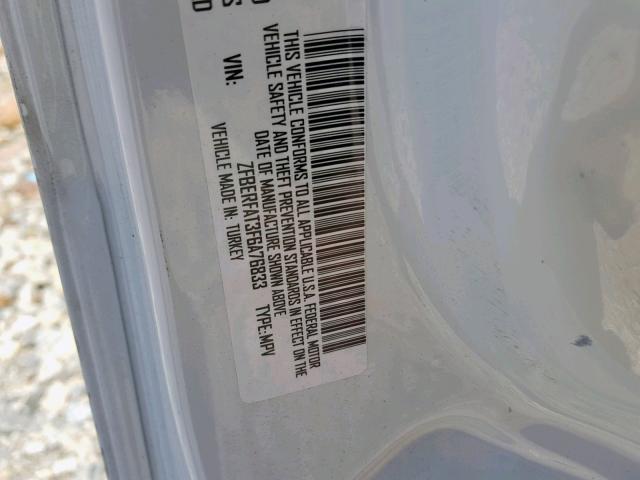 THIS VEHICLE CONFORMS TO ALL APPLICABLE U.S.A. FEDERAL MOTOR
VEHICLE SAFETY AND THEFT PREVENTION STANDARDS IN EFFECT ON THE
DATE OF MANUFACTURE SHOWN ABOVE
VIN: ZFBERFAT3F6A76833 TYPE: MPV
VEHICLE MADE IN: TURKEY